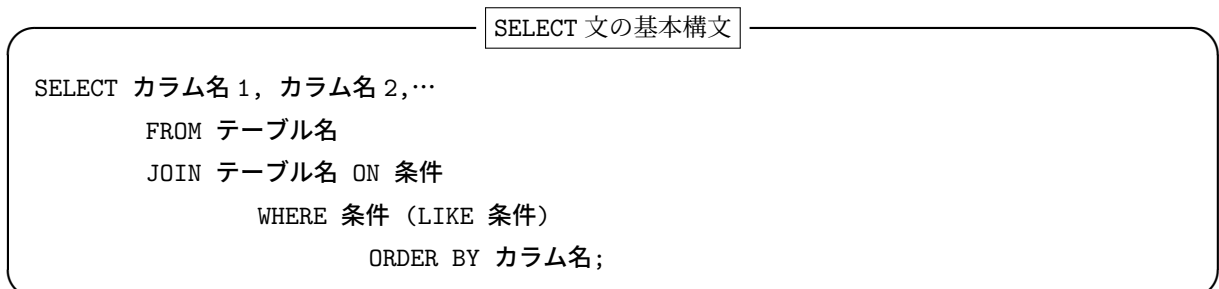 SELECT 文の基本構文
SELECT カラム名 1, カラム名 2,…
FROM テーブル名
JOIN テーブル名 ON 条件
WHERE 条件 (LIKE 条件)
ORDER BY カラム名;